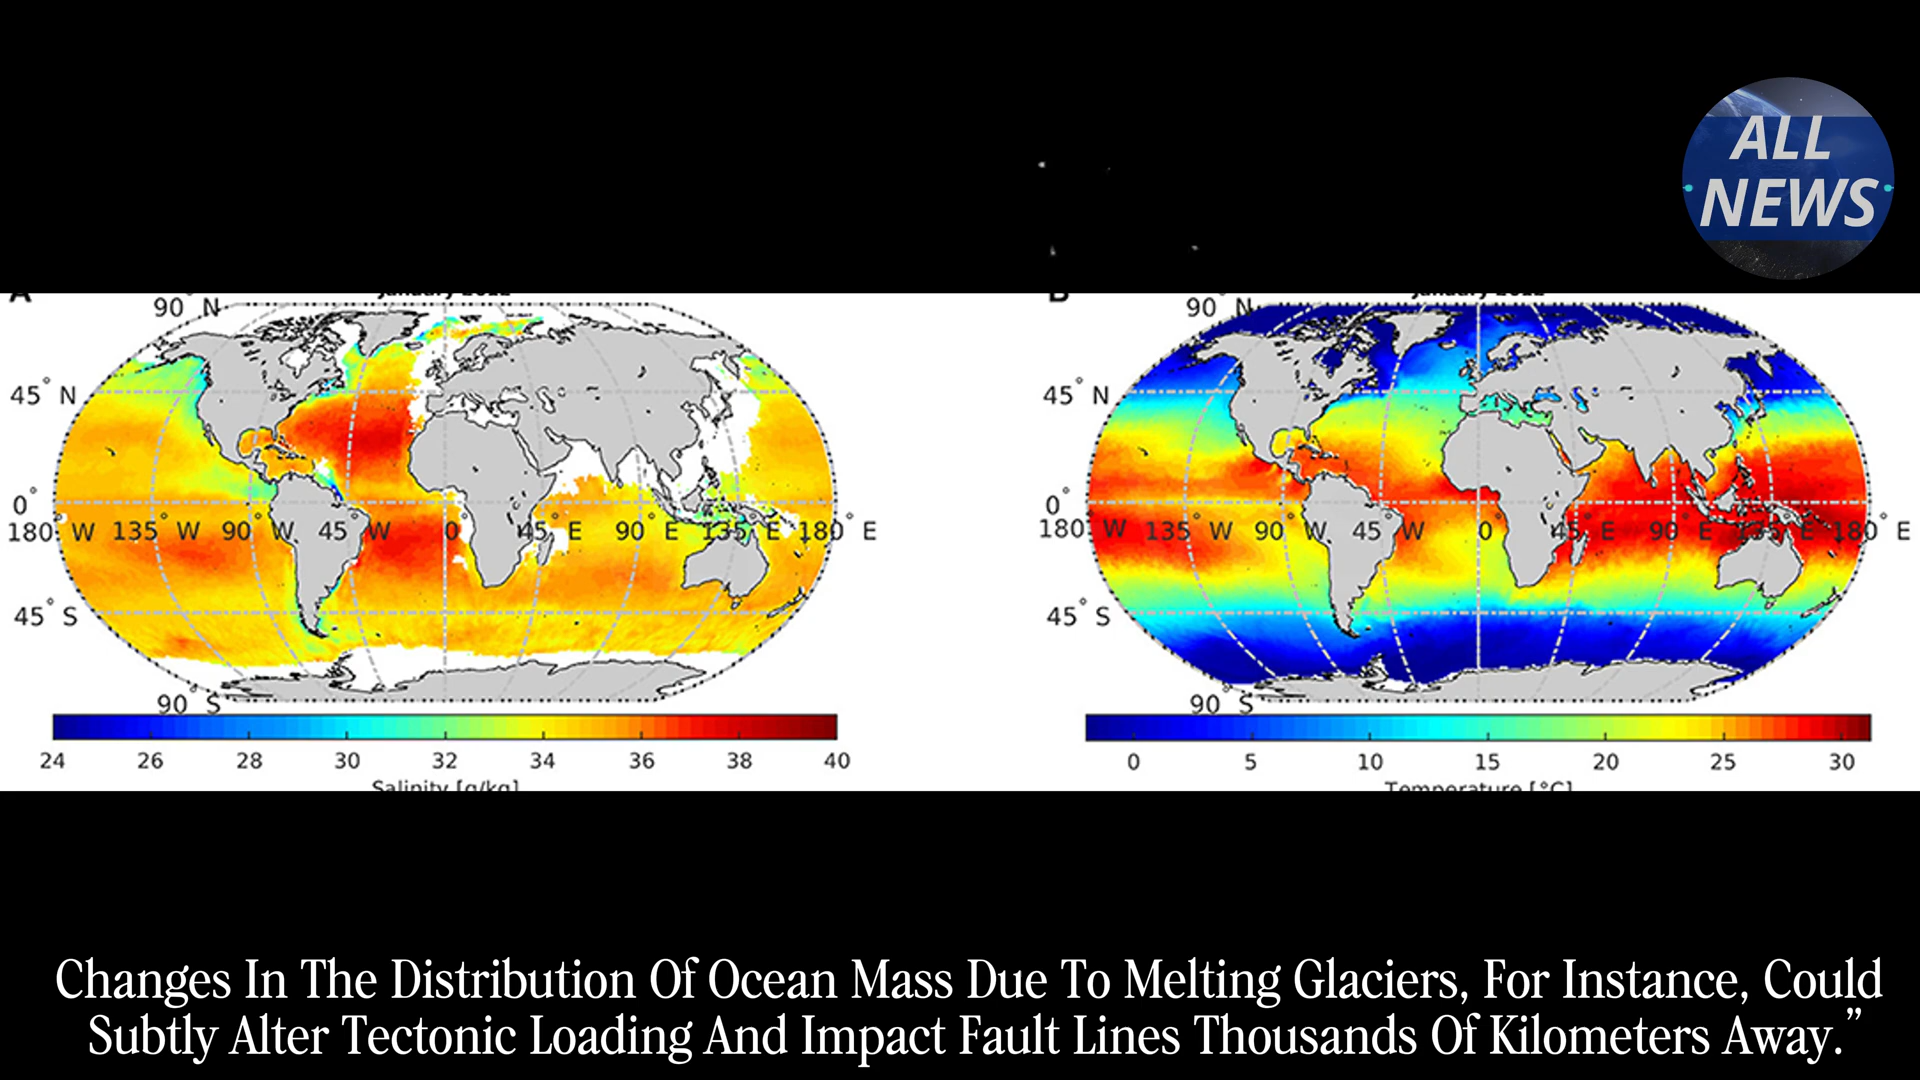 ALL
NEWS
A
B
90° N
45° N
0°
180° W 135° W 90° W 45° W 0° 45° E 90° E 135° E 180° E
45° S
90° S
24 26 28 30 32 34 36 38 40
Salinity [g/kg]
90° N
45° N
0°
180° W 135° W 90° W 45° W 0° 45° E 90° E 135° E 180° E
45° S
90° S
0 5 10 15 20 25 30
Temperature [°C]
Changes In The Distribution Of Ocean Mass Due To Melting Glaciers, For Instance, Could
Subtly Alter Tectonic Loading And Impact Fault Lines Thousands Of Kilometers Away.”